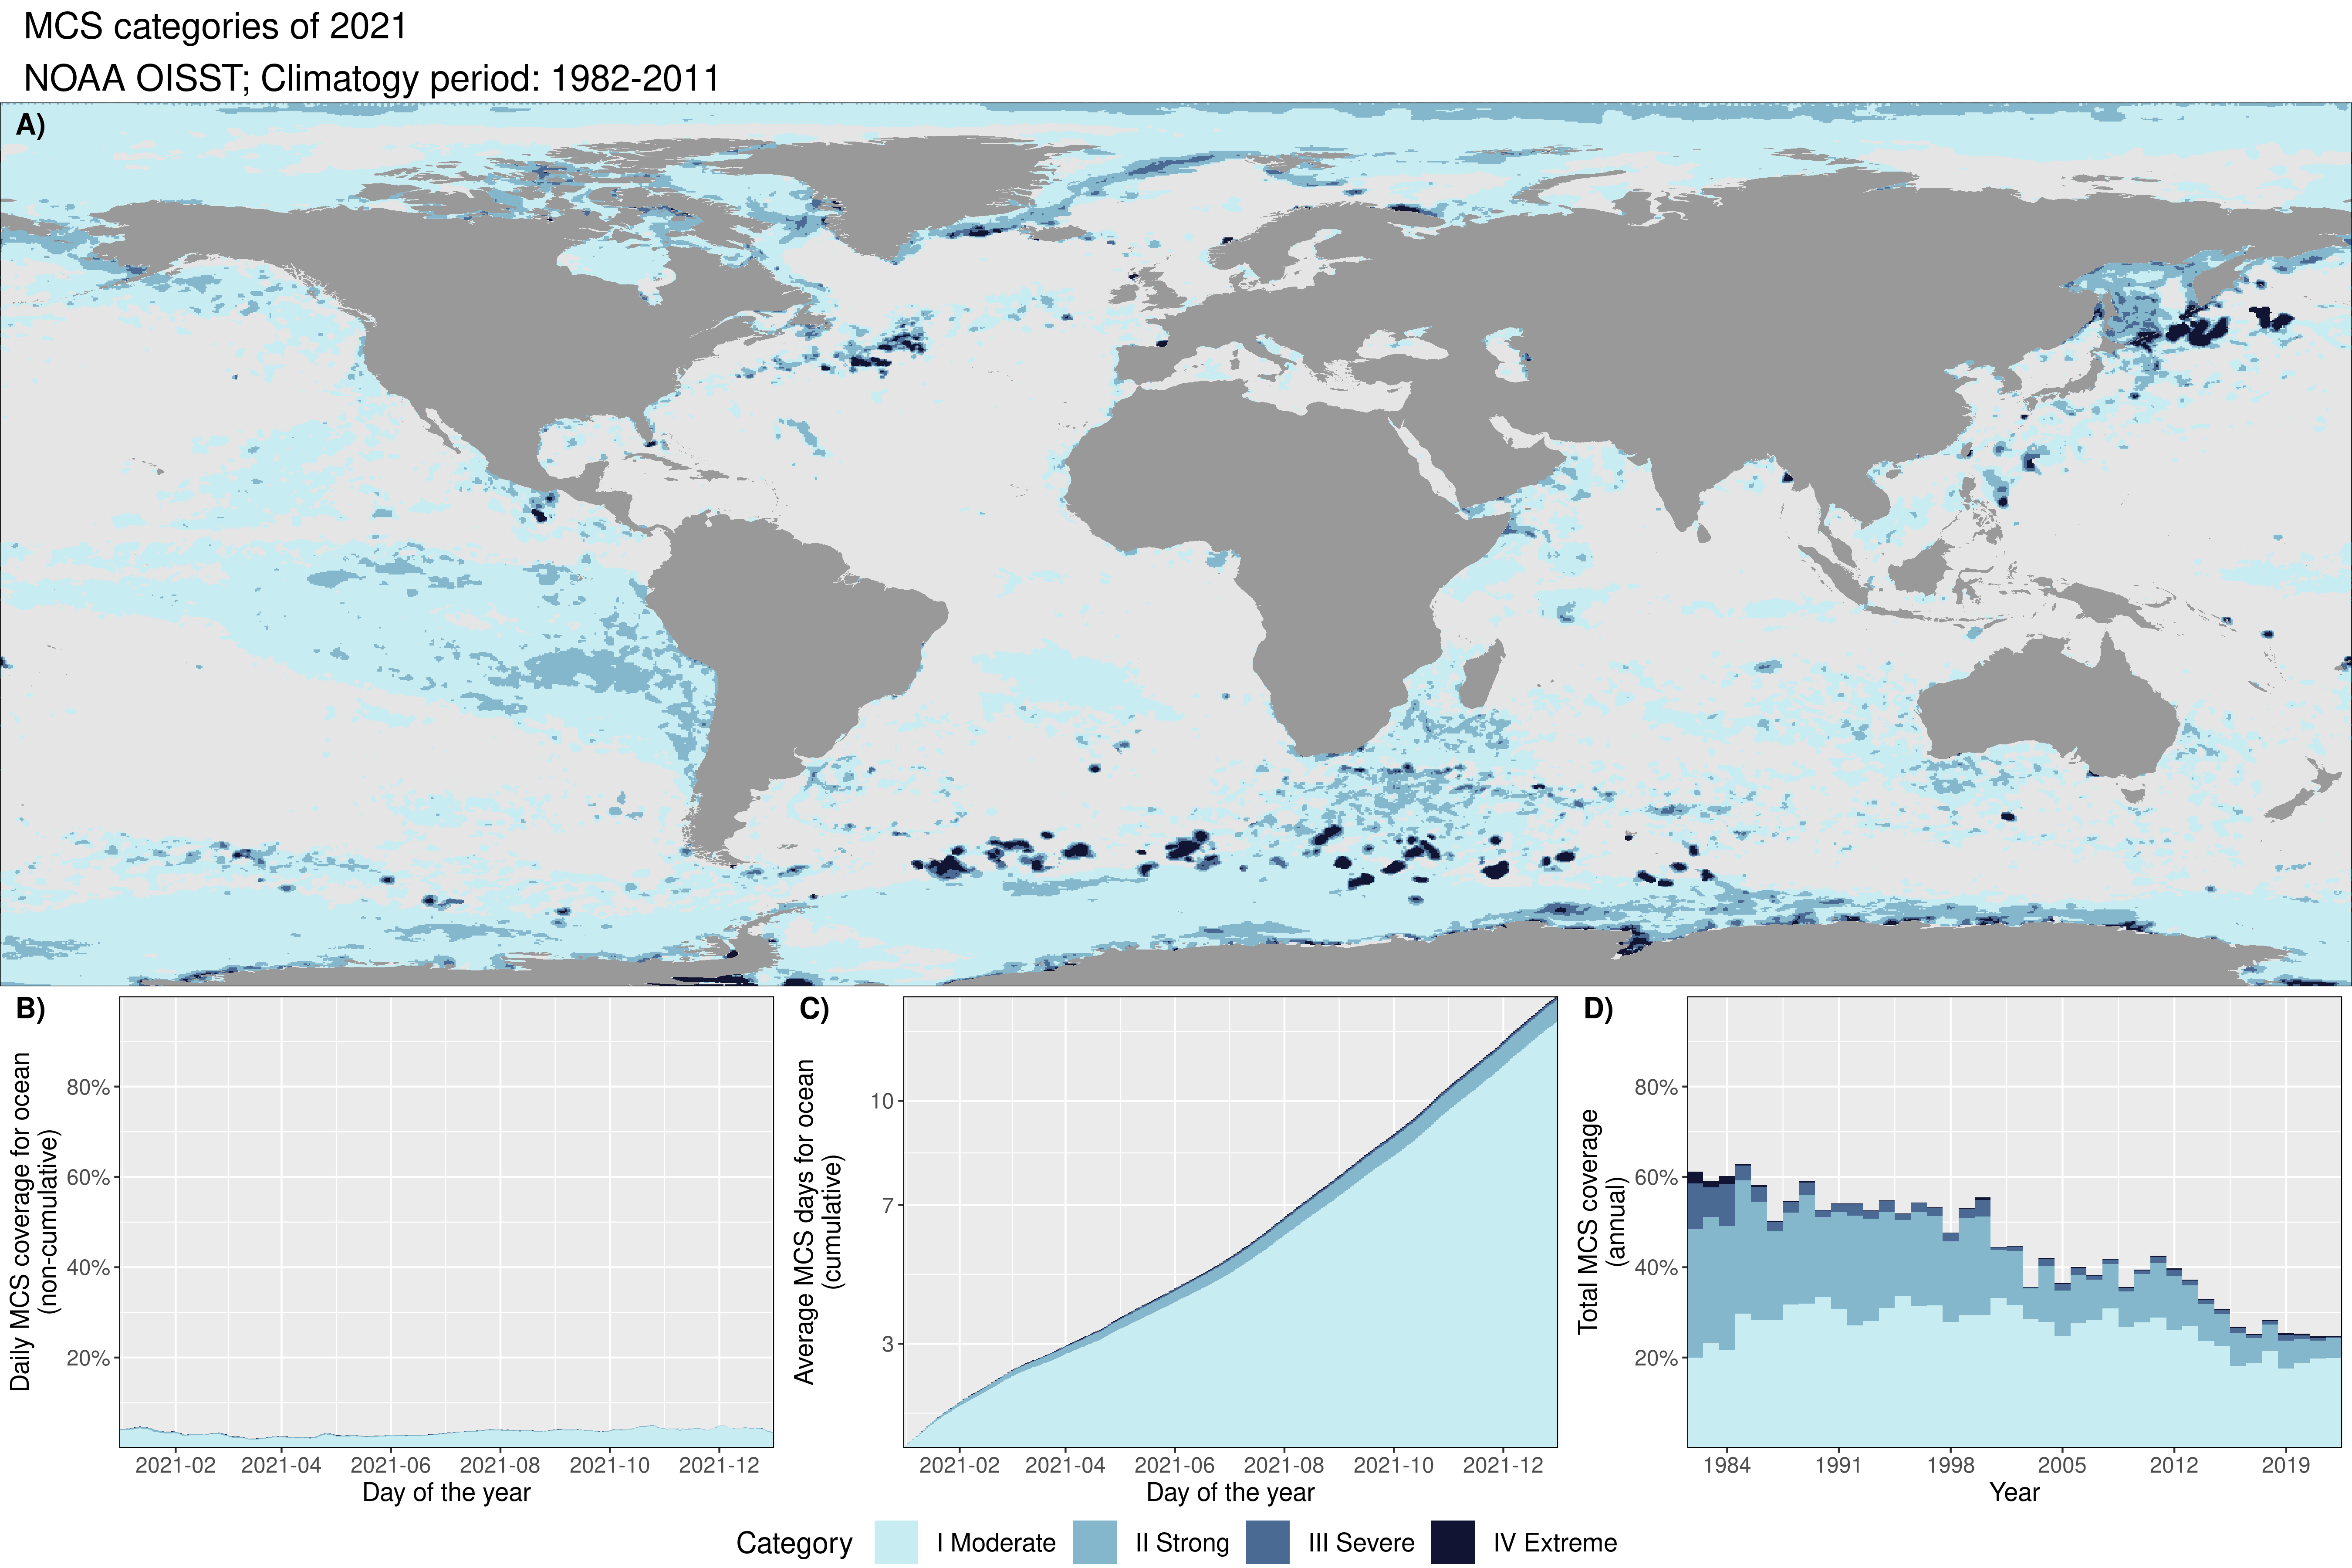 MCS categories of 2021
NOAA OISST; Climatogy period: 1982-2011
A)
B)
Daily MCS coverage for ocean
(non-cumulative)
80%
60%
40%
20%
2021-02 2021-04 2021-06 2021-08 2021-10 2021-12
Day of the year
C)
Average MCS days for ocean
(cumulative)
10
7
3
2021-02 2021-04 2021-06 2021-08 2021-10 2021-12
Day of the year
D)
Total MCS coverage
(annual)
80%
60%
40%
20%
1984 1991 1998 2005 2012 2019
Year
Category I Moderate II Strong III Severe IV Extreme